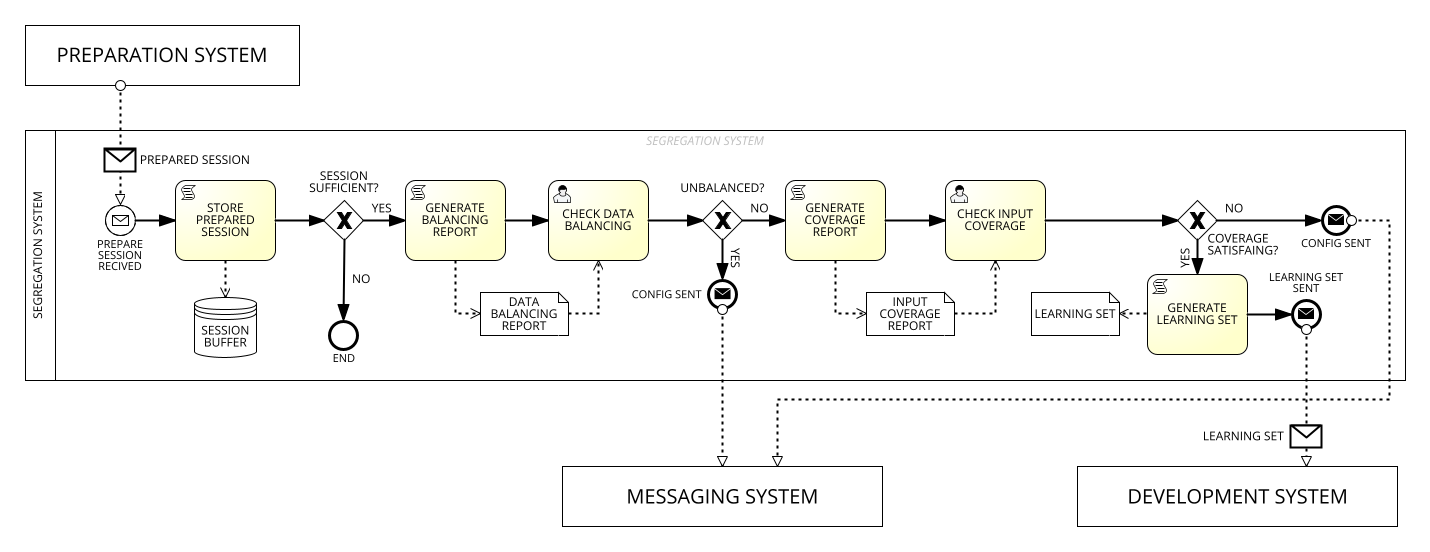 PREPARATION SYSTEM
SEGREGATION SYSTEM
SEGREGATION SYSTEM
PREPARED SESSION
PREPARE
SESSION
RECIVED
STORE
PREPARED
SESSION
SESSION
BUFFER
SESSION
SUFFICIENT?
YES
NO
END
GENERATE
BALANCING
REPORT
DATA
BALANCING
REPORT
CHECK DATA
BALANCING
UNBALANCED?
NO
YES
CONFIG SENT
GENERATE
COVERAGE
REPORT
INPUT
COVERAGE
REPORT
CHECK INPUT
COVERAGE
NO
COVERAGE
SATISFAING?
YES
CONFIG SENT
GENERATE
LEARNING SET
LEARNING SET
LEARNING SET
SENT
LEARNING SET
MESSAGING SYSTEM
DEVELOPMENT SYSTEM